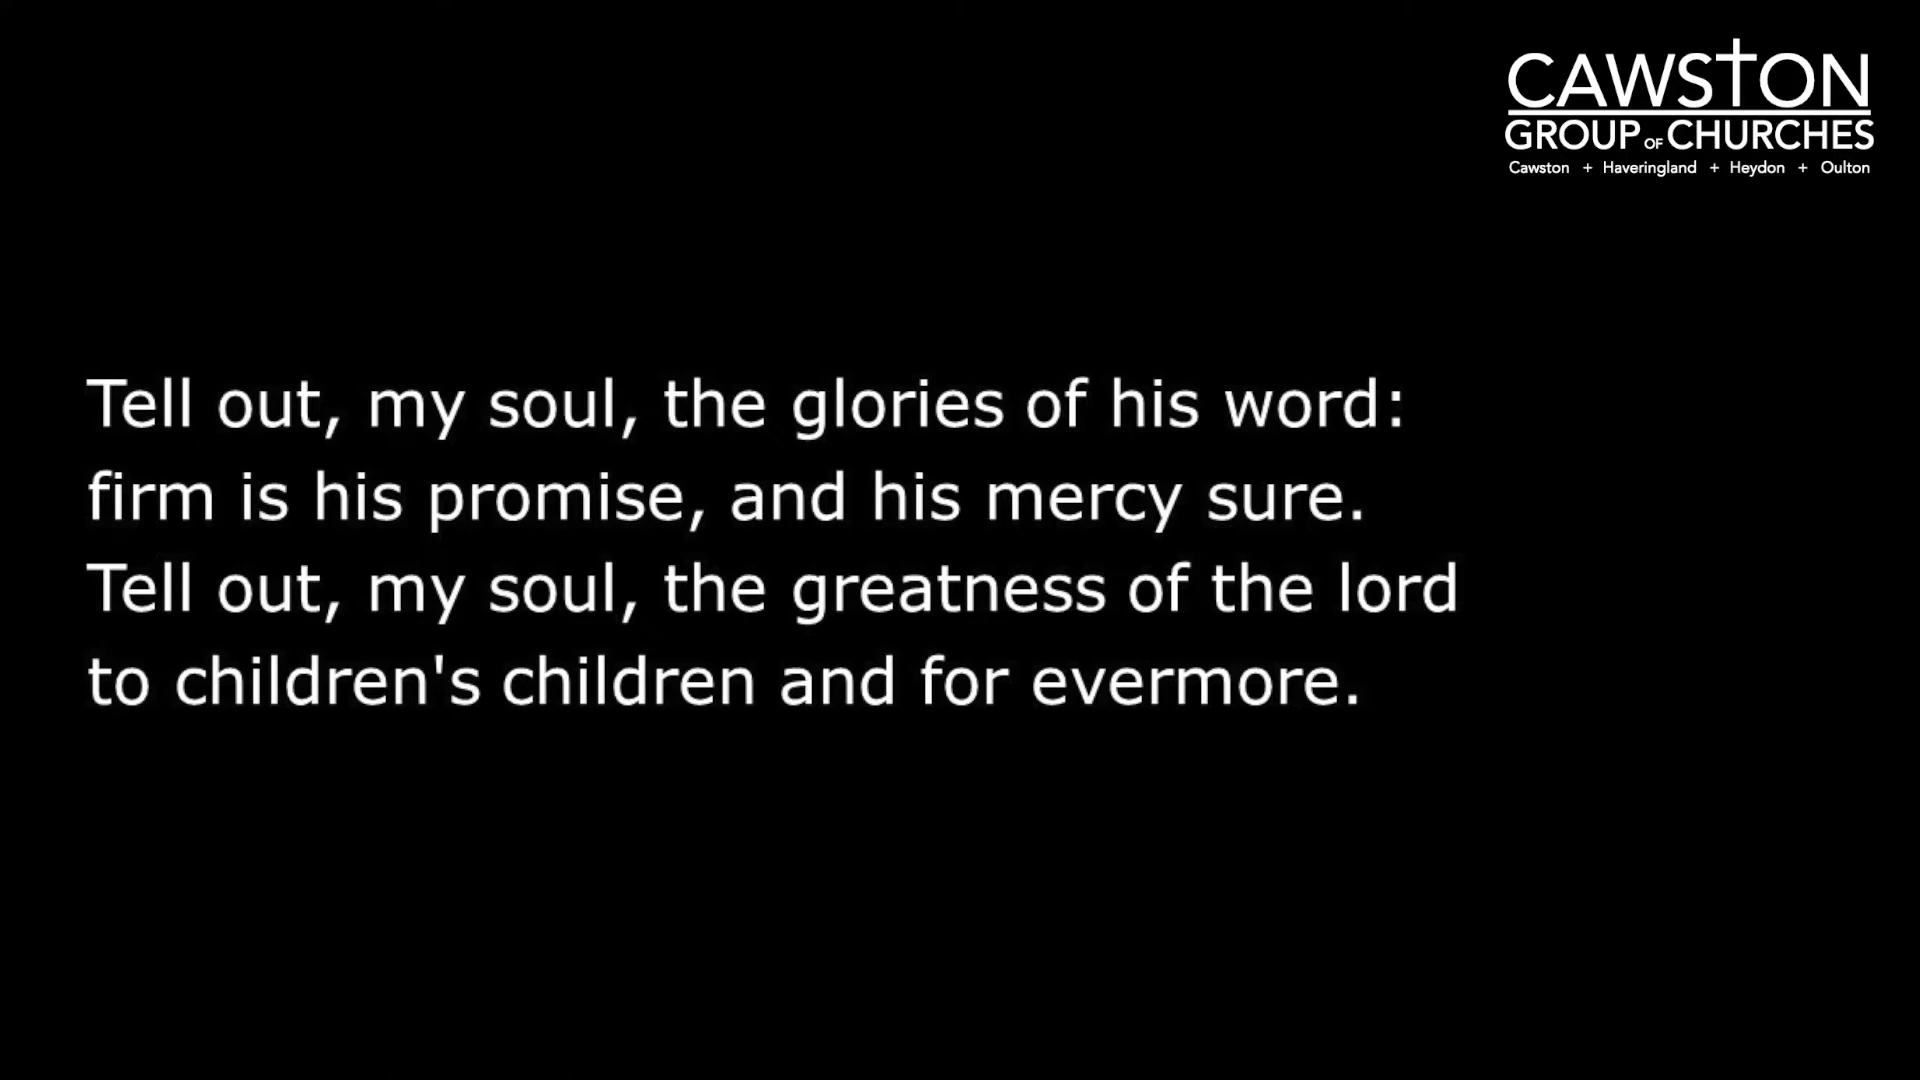 CAWSTON
GROUP OF CHURCHES
Cawston + Haveringland + Heydon + Oulton
Tell out, my soul, the glories of his word:
firm is his promise, and his mercy sure.
Tell out, my soul, the greatness of the lord
to children's children and for evermore.